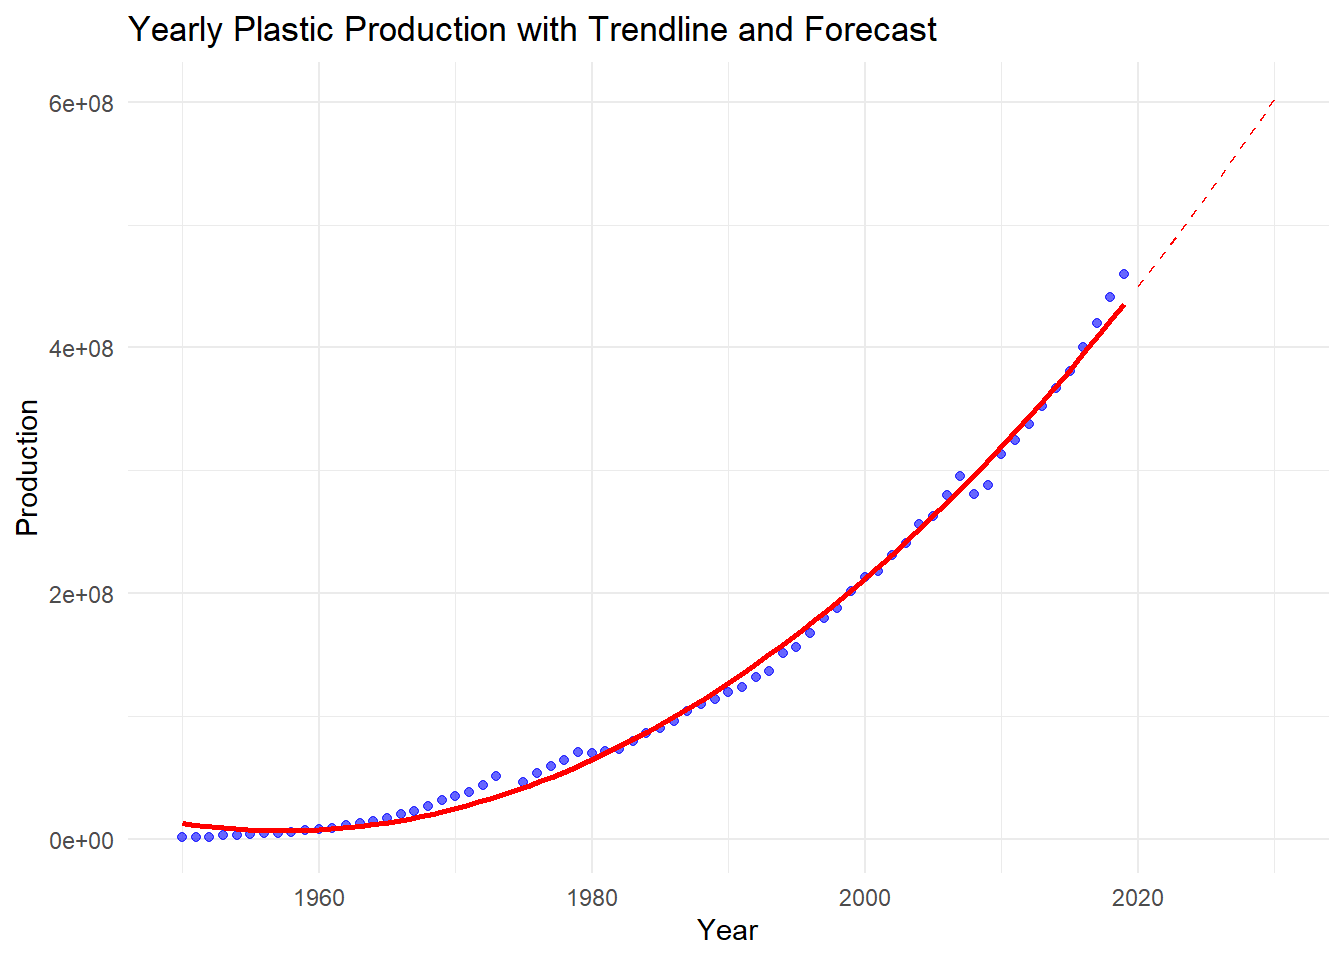 Yearly Plastic Production with Trendline and Forecast
6e+08
4e+08
2e+08
0e+00
Production
1960 1980 2000 2020
Year